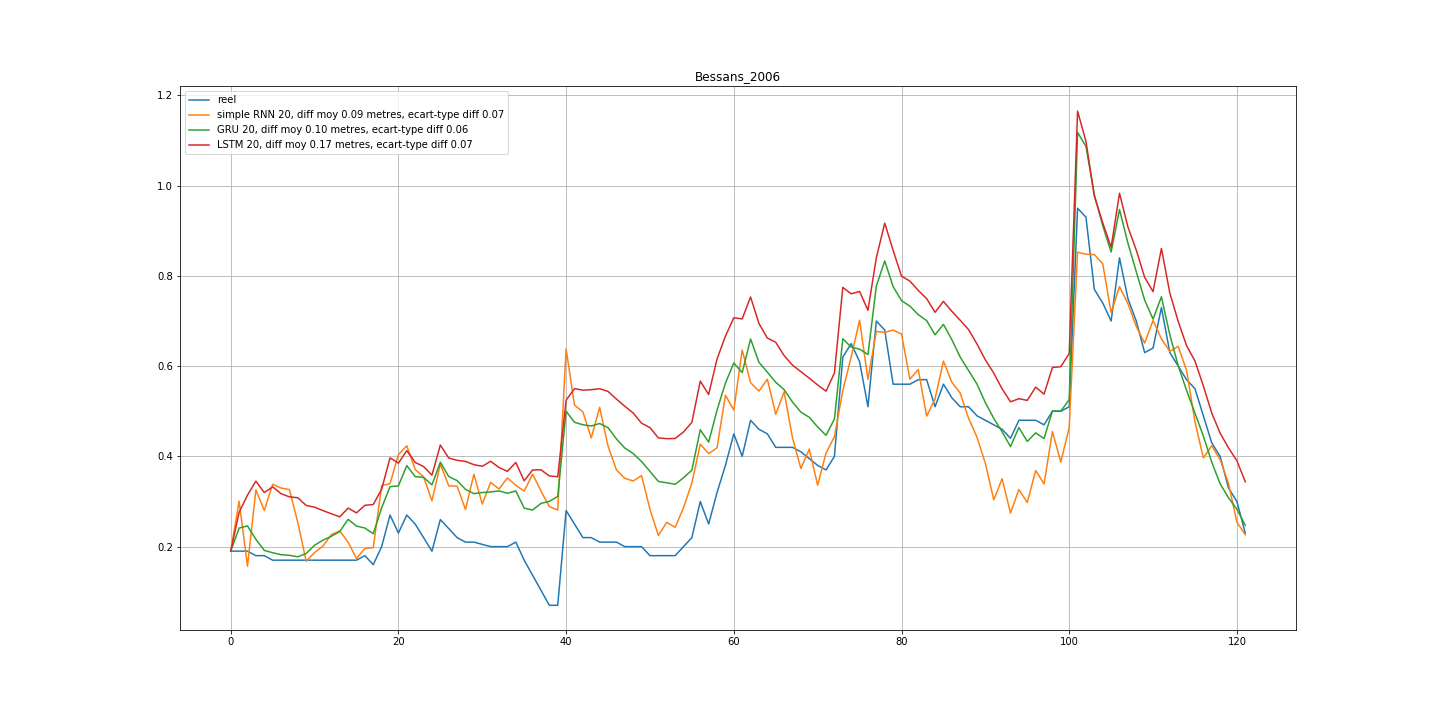 Bessans_2006
reel
simple RNN 20, diff moy 0.09 metres, ecart-type diff 0.07
GRU 20, diff moy 0.10 metres, ecart-type diff 0.06
LSTM 20, diff moy 0.17 metres, ecart-type diff 0.07
1.2
1.0
0.8
0.6
0.4
0.2
0 20 40 60 80 100 120